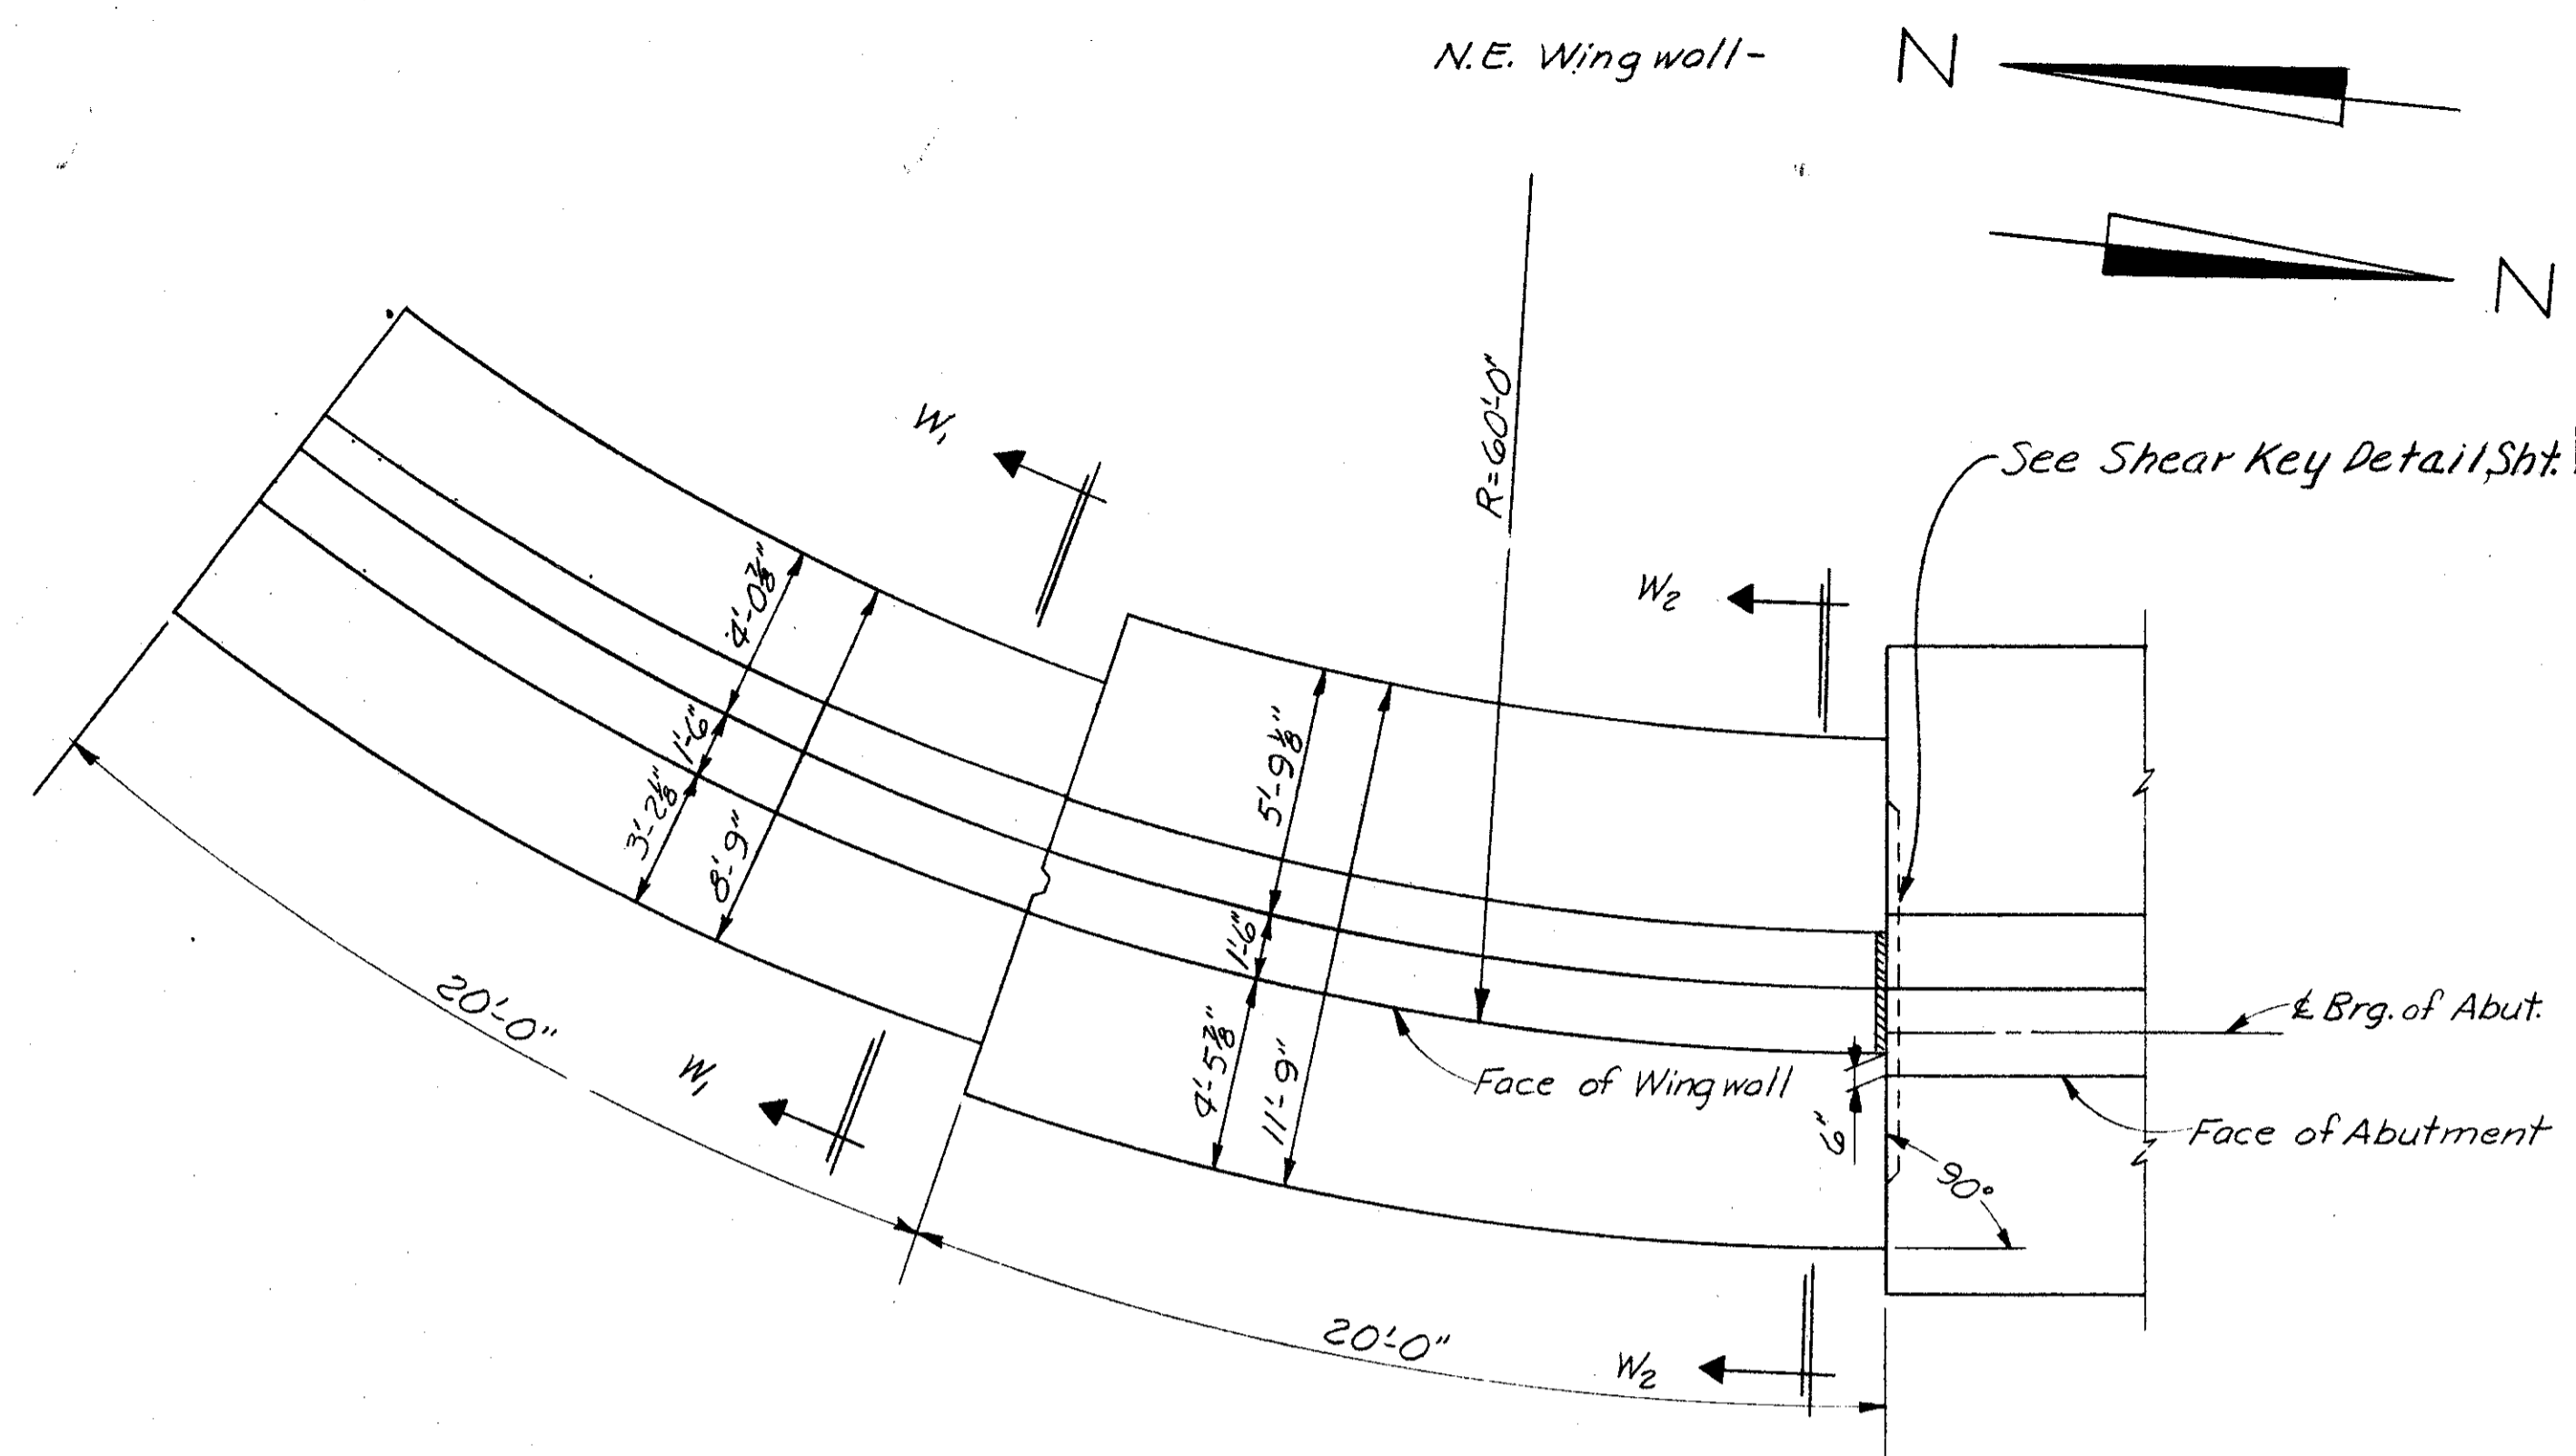 N.E. Wingwall-
N
N
R=60'-0"
See Shear Key Detail, Sht.
W1
W2
4'-0⅞"
1'-6"
3'-2⅛"
8'-9"
5'-9⅛"
1'-6"
4'-5⅞"
11'-9"
℄ Brg. of Abut.
Face of Wingwall
6"
Face of Abutment
90°
20'-0"
W1
20'-0"
W2